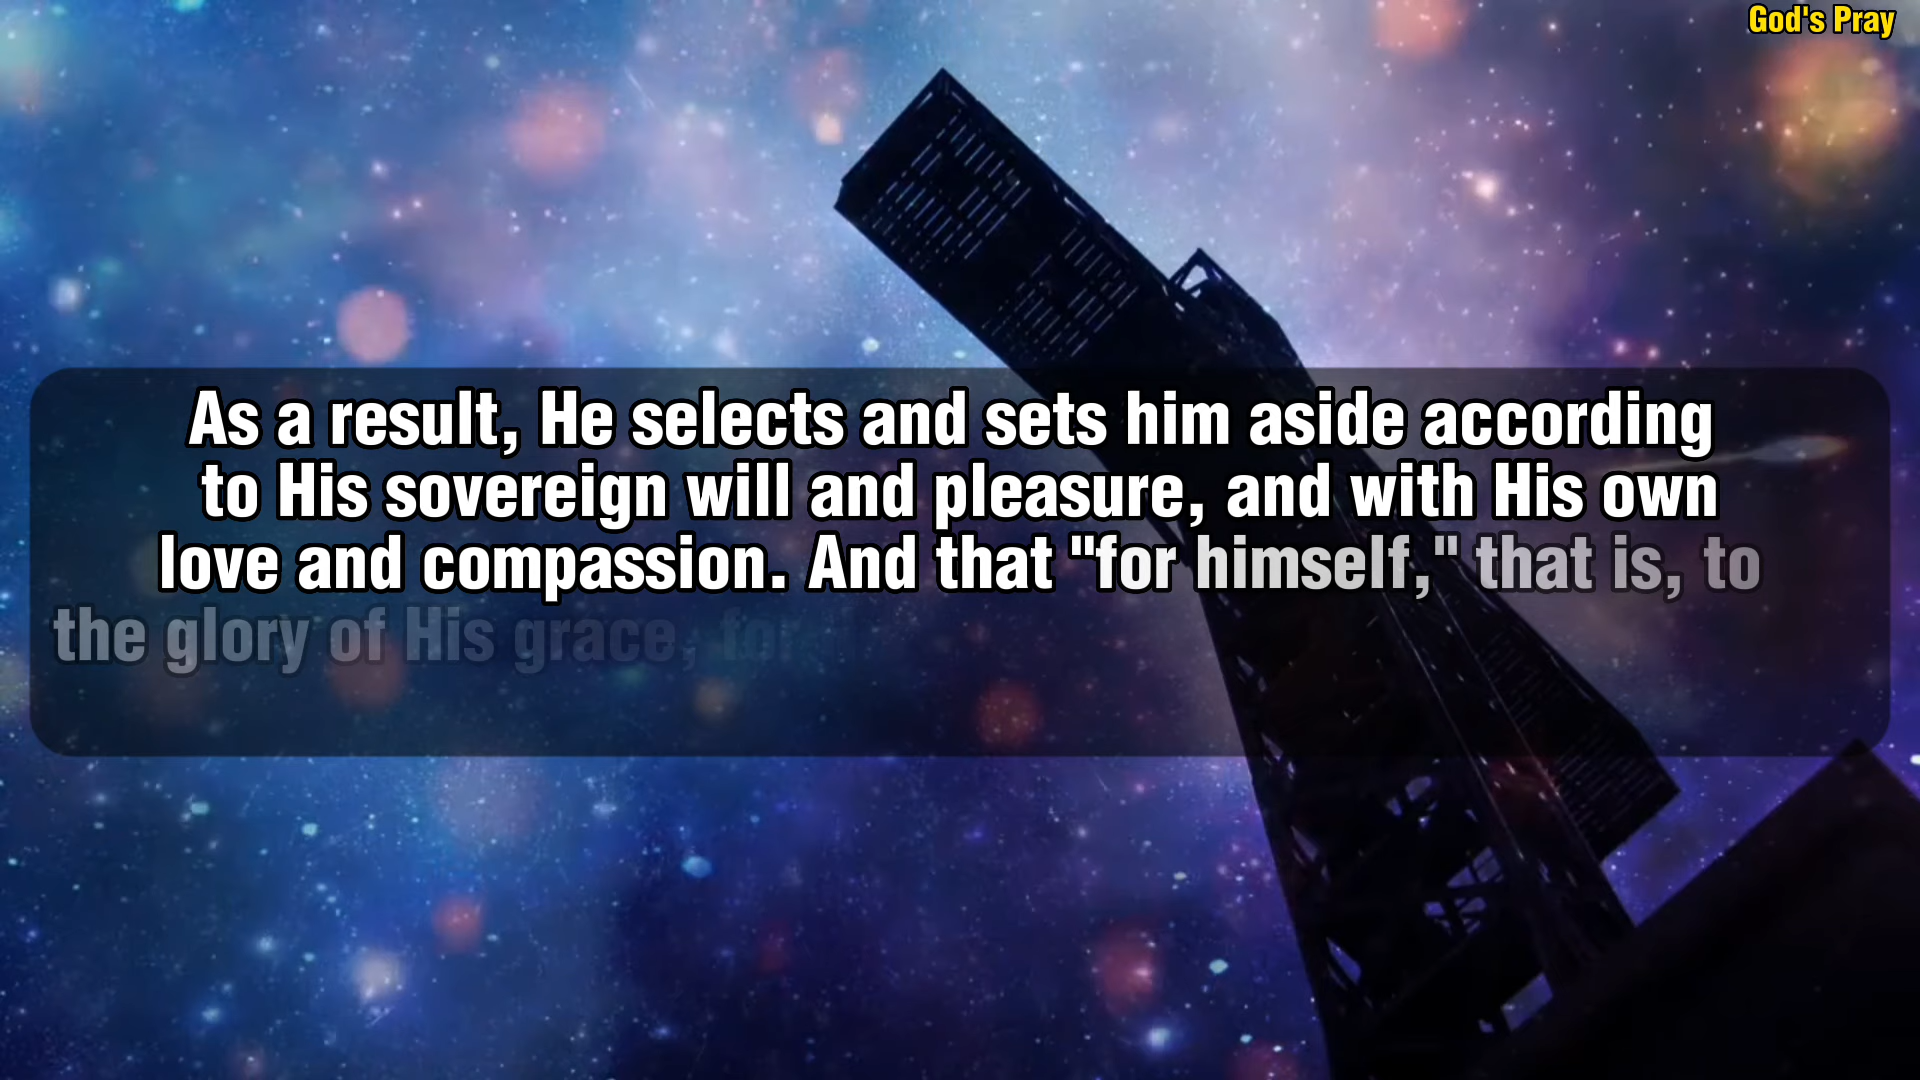 God's Pray
As a result, He selects and sets him aside according
to His sovereign will and pleasure, and with His own
love and compassion. And that "for himself," that is, to
the glory of His grace, for